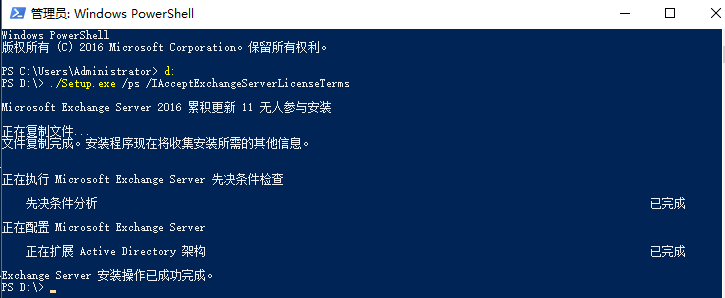 管理员: Windows PowerShell
Windows PowerShell
版权所有 (C) 2016 Microsoft Corporation。保留所有权利。
PS C:\Users\Administrator> d:
PS D:\> ./Setup.exe /ps /IAcceptExchangeServerLicenseTerms
Microsoft Exchange Server 2016 累积更新 11 无人参与安装
正在复制文件...
文件复制完成。安装程序现在将收集安装所需的其他信息。
正在执行 Microsoft Exchange Server 先决条件检查
先决条件分析 已完成
正在配置 Microsoft Exchange Server
正在扩展 Active Directory 架构 已完成
Exchange Server 安装操作已成功完成。
PS D:\>